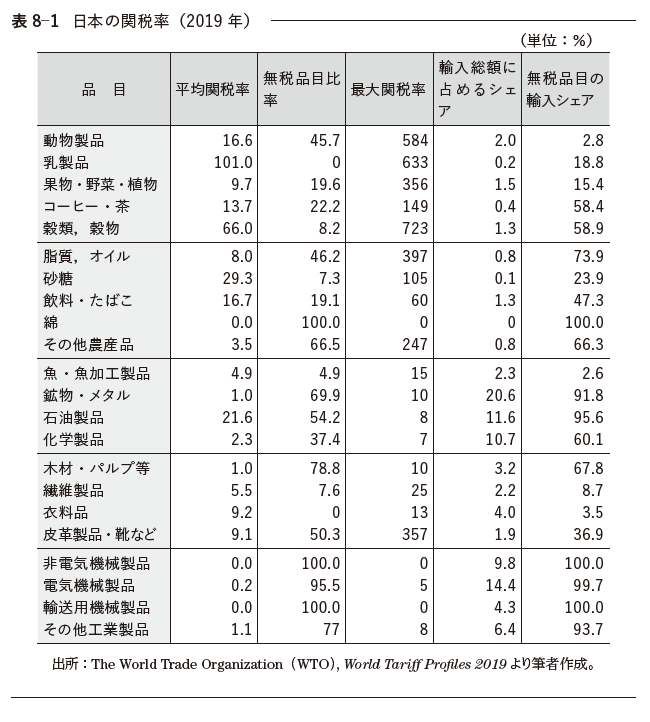 表 8-1 日本の関税率（2019 年）
（単位：%）
品 目 平均関税率 無税品目比率 最大関税率 輸入総額に占めるシェア 無税品目の輸入シェア
動物製品 16.6 45.7 584 2.0 2.8
乳製品 101.0 0 633 0.2 18.8
果物・野菜・植物 9.7 19.6 356 1.5 15.4
コーヒー・茶 13.7 22.2 149 0.4 58.4
穀類，穀物 66.0 8.2 723 1.3 58.9
脂質，オイル 8.0 46.2 397 0.8 73.9
砂糖 29.3 7.3 105 0.1 23.9
飲料・たばこ 16.7 19.1 60 1.3 47.3
綿 0.0 100.0 0 0 100.0
その他農産品 3.5 66.5 247 0.8 66.3
魚・魚加工製品 4.9 4.9 15 2.3 2.6
鉱物・メタル 1.0 69.9 10 20.6 91.8
石油製品 21.6 54.2 8 11.6 95.6
化学製品 2.3 37.4 7 10.7 60.1
木材・パルプ等 1.0 78.8 10 3.2 67.8
繊維製品 5.5 7.6 25 2.2 8.7
衣料品 9.2 0 13 4.0 3.5
皮革製品・靴など 9.1 50.3 357 1.9 36.9
非電気機械製品 0.0 100.0 0 9.8 100.0
電気機械製品 0.2 95.5 5 14.4 99.7
輸送用機械製品 0.0 100.0 0 4.3 100.0
その他工業製品 1.1 77 8 6.4 93.7
出所：The World Trade Organization（WTO），World Tariff Profiles 2019 より筆者作成。